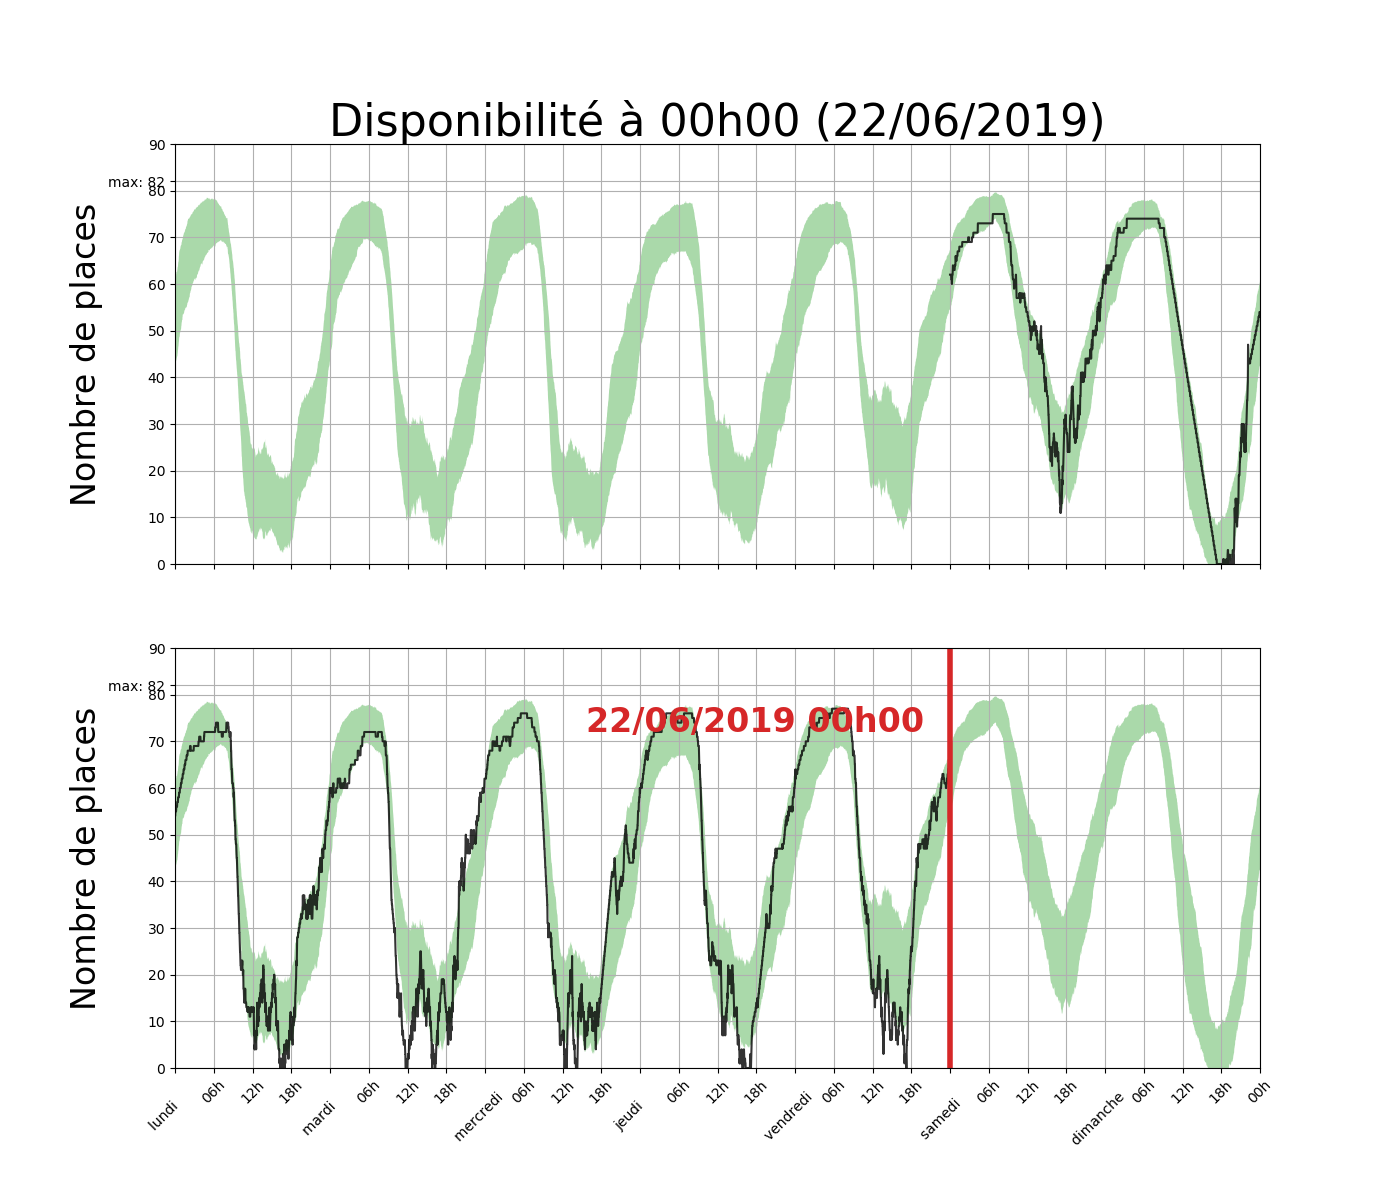 Disponibilité à 00h00 (22/06/2019)
Nombre de places
90
max: 82
80
70
60
50
40
30
20
10
0
Nombre de places
90
max: 82
80
70
60
50
40
30
20
10
0
22/06/2019 00h00
lundi 06h 12h 18h mardi 06h 12h 18h mercredi 06h 12h 18h jeudi 06h 12h 18h vendredi 06h 12h 18h samedi 06h 12h 18h dimanche 06h 12h 18h 00h